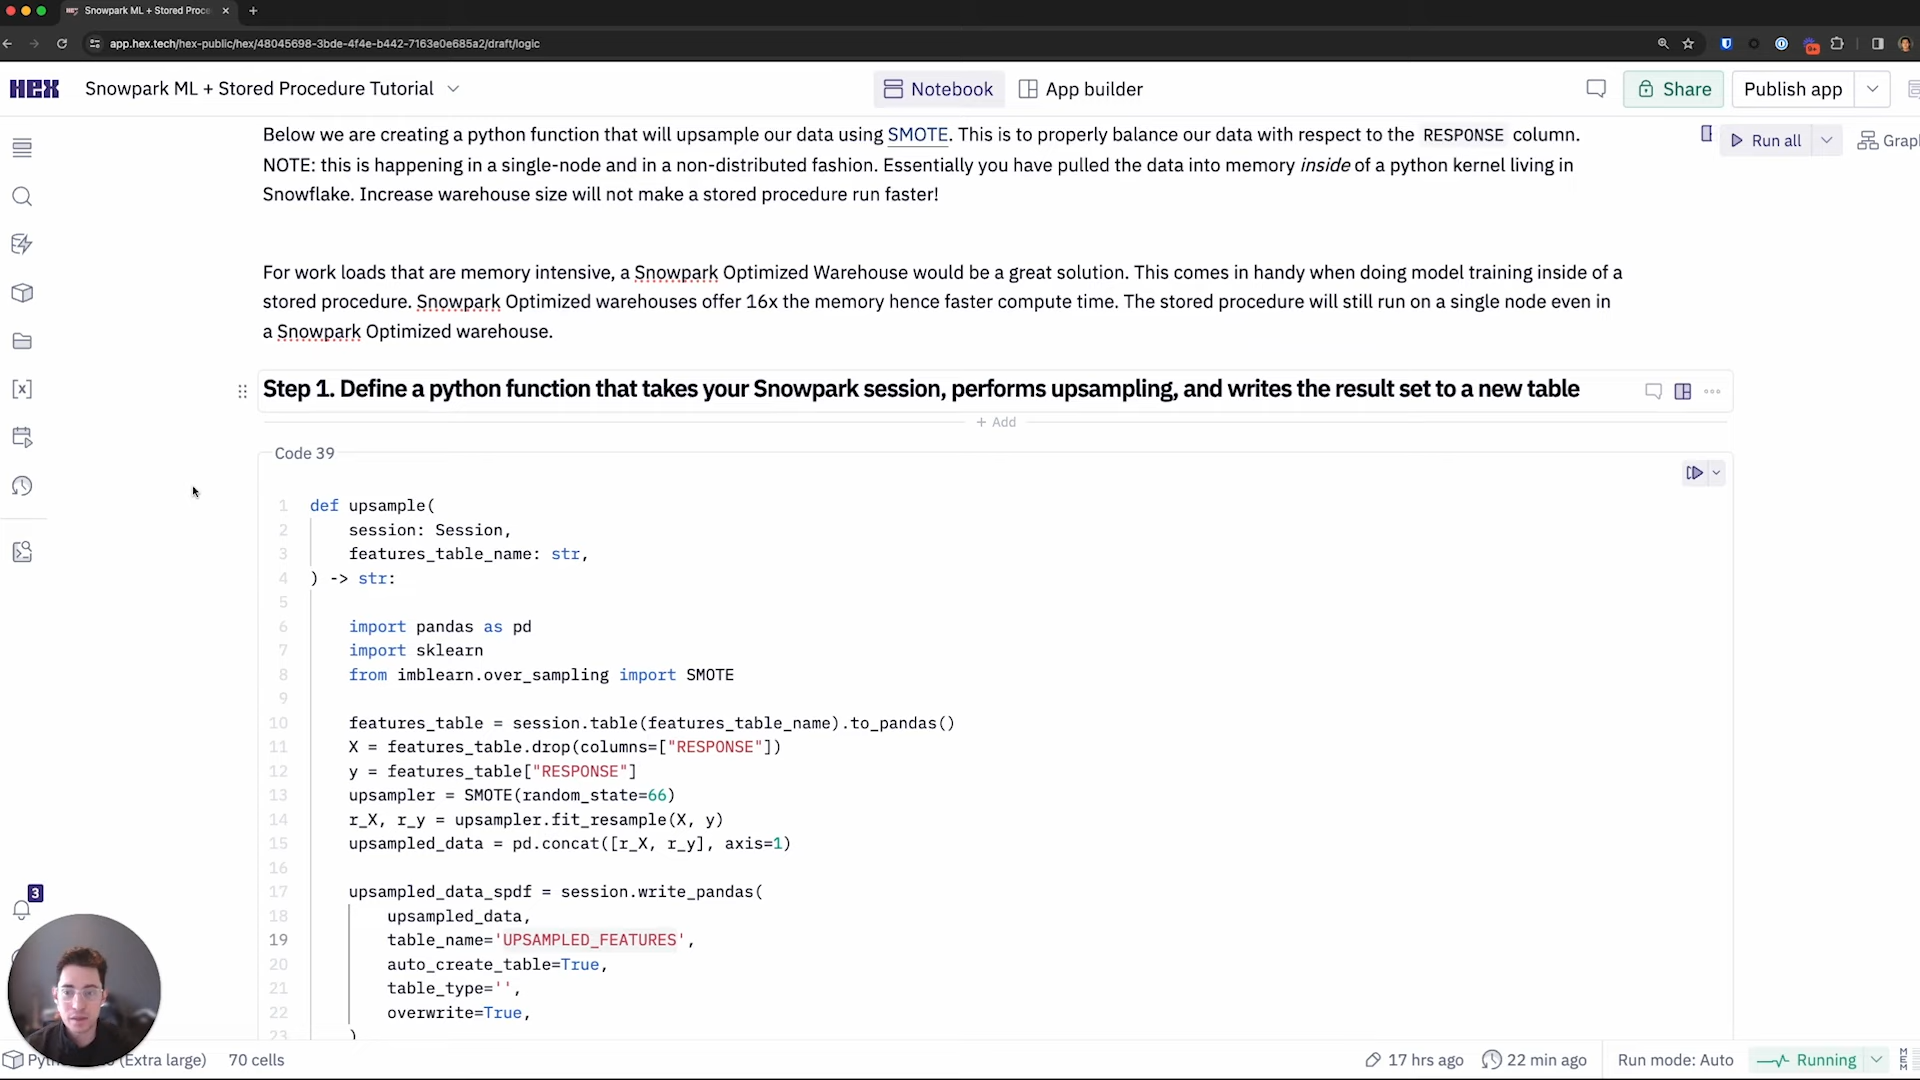 Snowpark ML + Stored Proce
app.hex.tech/hex-public/hex/48045698-3bde-4f4e-b442-7163e0e685a2/draft/logic
HEX
Snowpark ML + Stored Procedure Tutorial
Notebook
App builder
Share
Publish app
Below we are creating a python function that will upsample our data using SMOTE. This is to properly balance our data with respect to the RESPONSE column.
NOTE: this is happening in a single-node and in a non-distributed fashion. Essentially you have pulled the data into memory inside of a python kernel living in
Snowflake. Increase warehouse size will not make a stored procedure run faster!
Run all
Grap
For work loads that are memory intensive, a Snowpark Optimized Warehouse would be a great solution. This comes in handy when doing model training inside of a
stored procedure. Snowpark Optimized warehouses offer 16x the memory hence faster compute time. The stored procedure will still run on a single node even in
a Snowpark Optimized warehouse.
Step 1. Define a python function that takes your Snowpark session, performs upsampling, and writes the result set to a new table
+ Add
Code 39
1 def upsample(
2 session: Session,
3 features_table_name: str,
4 ) -> str:
5
6 import pandas as pd
7 import sklearn
8 from imblearn.over_sampling import SMOTE
9
10 features_table = session.table(features_table_name).to_pandas()
11 X = features_table.drop(columns=["RESPONSE"])
12 y = features_table["RESPONSE"]
13 upsampler = SMOTE(random_state=66)
14 r_X, r_y = upsampler.fit_resample(X, y)
15 upsampled_data = pd.concat([r_X, r_y], axis=1)
16
17 upsampled_data_spdf = session.write_pandas(
18 upsampled_data,
19 table_name='UPSAMPLED_FEATURES',
20 auto_create_table=True,
21 table_type='',
22 overwrite=True,
23 )
3
(Extra large)
70 cells
17 hrs ago
22 min ago
Run mode: Auto
Running
MEM